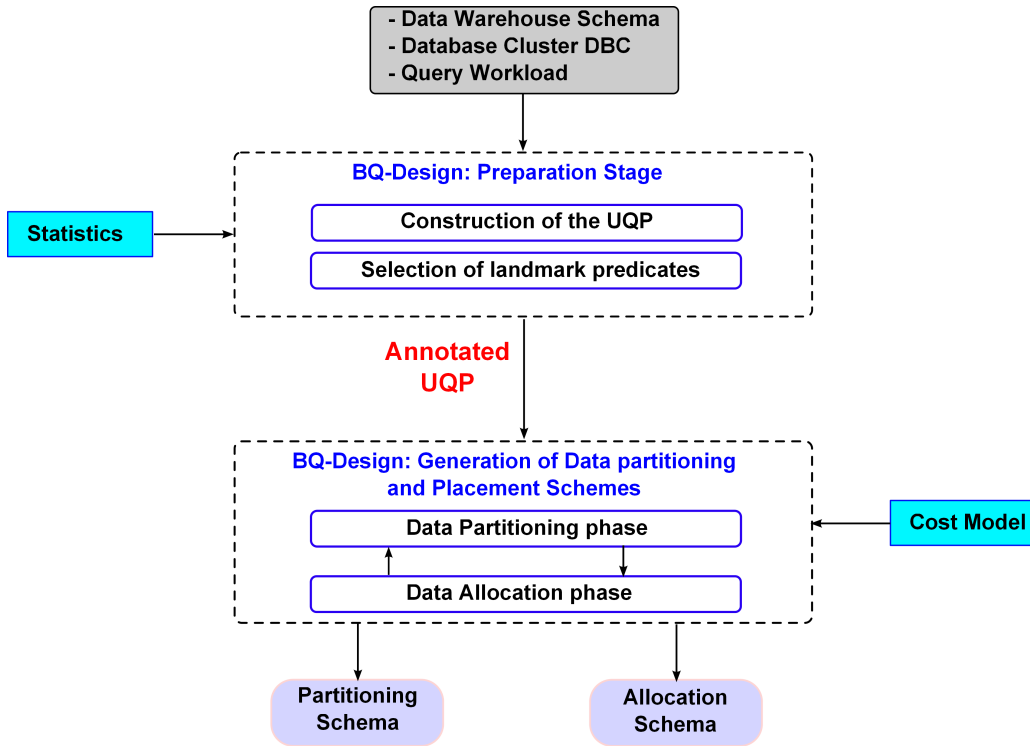 - Data Warehouse Schema
- Database Cluster DBC
- Query Workload
BQ-Design: Preparation Stage
Construction of the UQP
Statistics
Selection of landmark predicates
Annotated
UQP
BQ-Design: Generation of Data partitioning
and Placement Schemes
Data Partitioning phase
Cost Model
Data Allocation phase
Partitioning
Schema
Allocation
Schema